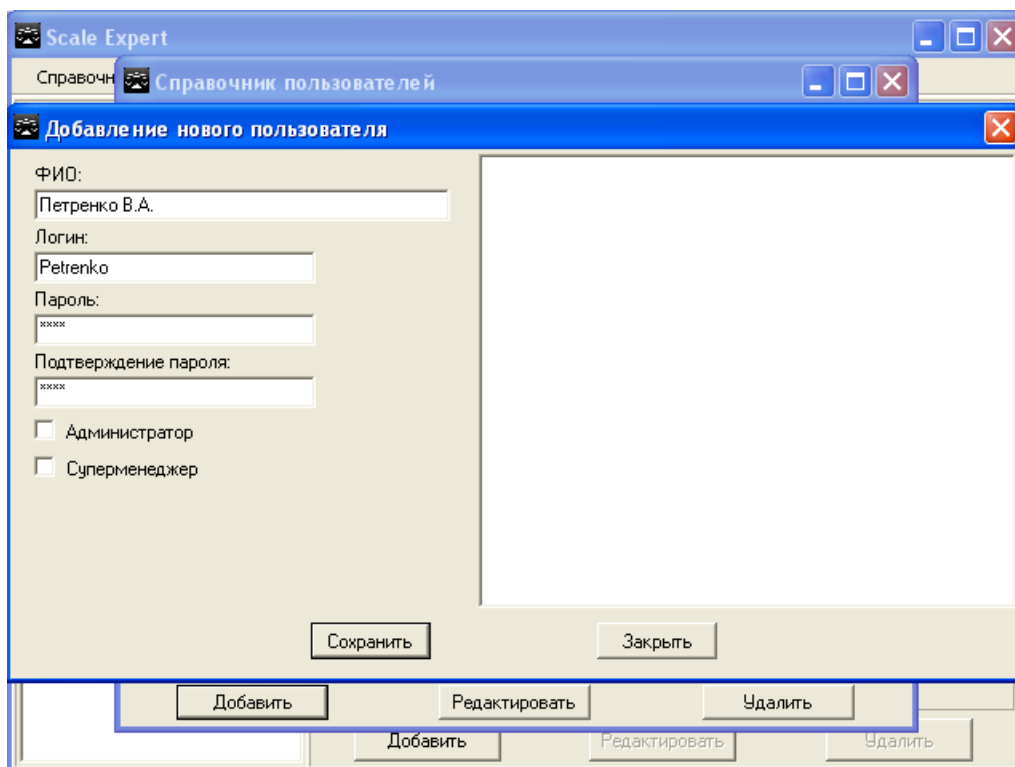 Scale Expert
Справочн
Справочник пользователей
Добавление нового пользователя
ФИО:
Петренко В.А.
Логин:
Petrenko
Пароль:
****
Подтверждение пароля:
****
Администратор
Суперменеджер
Сохранить Закрыть
Добавить Редактировать Удалить
Добавить Редактировать Удалить